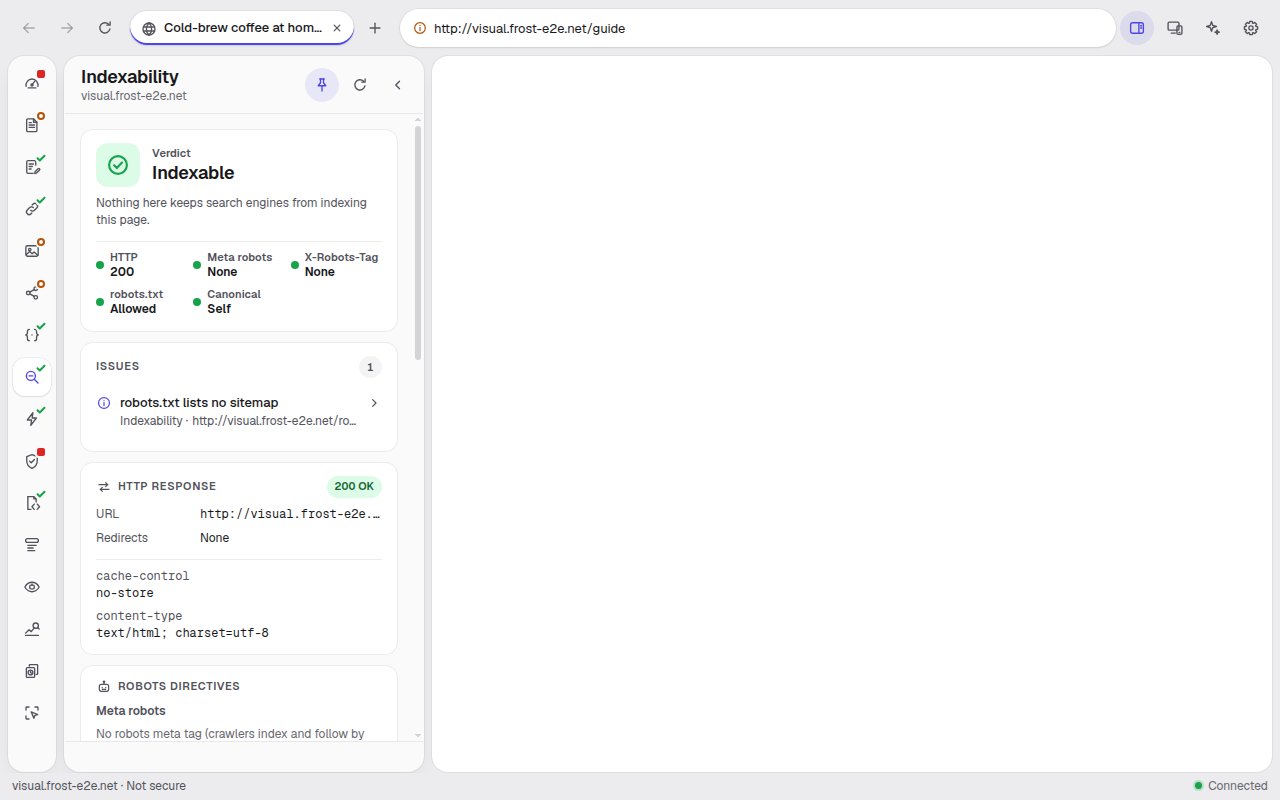 Cold-brew coffee at hom…
http://visual.frost-e2e.net/guide
Indexability
visual.frost-e2e.net
Verdict
Indexable
Nothing here keeps search engines from indexing
this page.
HTTP
200
Meta robots
None
X-Robots-Tag
None
robots.txt
Allowed
Canonical
Self
ISSUES
1
robots.txt lists no sitemap
Indexability · http://visual.frost-e2e.net/ro…
HTTP RESPONSE
200 OK
URL
http://visual.frost-e2e.…
Redirects
None
cache-control
no-store
content-type
text/html; charset=utf-8
ROBOTS DIRECTIVES
Meta robots
No robots meta tag (crawlers index and follow by
visual.frost-e2e.net · Not secure
Connected